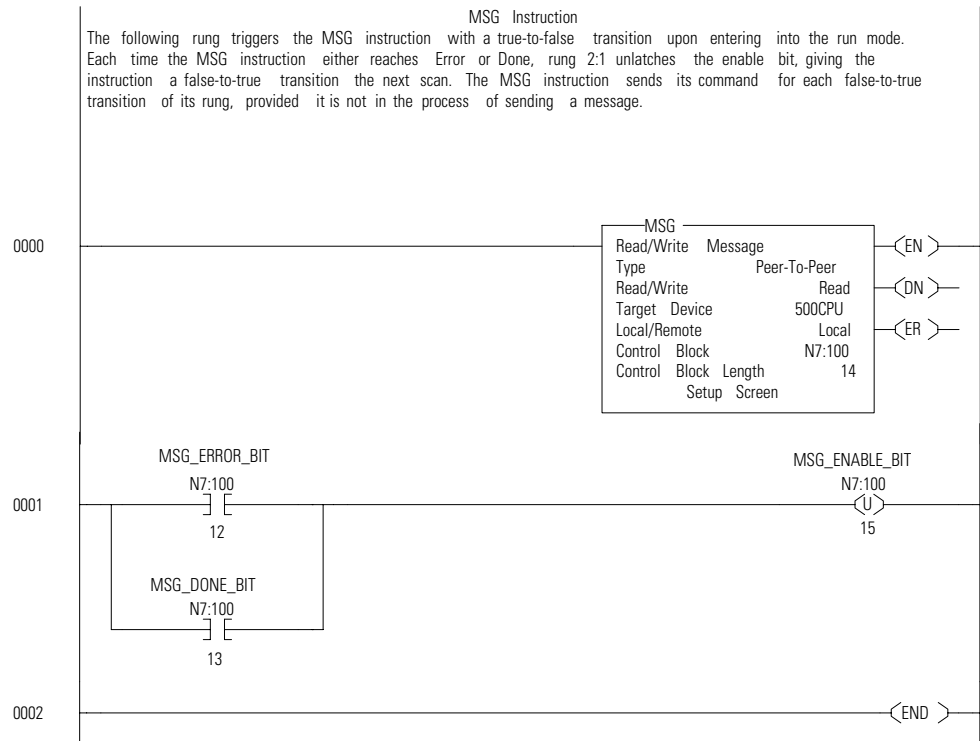 MSG Instruction
The following rung triggers the MSG instruction with a true-to-false transition upon entering into the run mode.
Each time the MSG instruction either reaches Error or Done, rung 2:1 unlatches the enable bit, giving the
instruction a false-to-true transition the next scan. The MSG instruction sends its command for each false-to-true
transition of its rung, provided it is not in the process of sending a message.
0000
MSG
Read/Write Message
Type Peer-To-Peer
Read/Write Read
Target Device 500CPU
Local/Remote Local
Control Block N7:100
Control Block Length 14
Setup Screen
EN
DN
ER
0001
MSG_ERROR_BIT
N7:100
12
MSG_DONE_BIT
N7:100
13
MSG_ENABLE_BIT
N7:100
U
15
0002
END